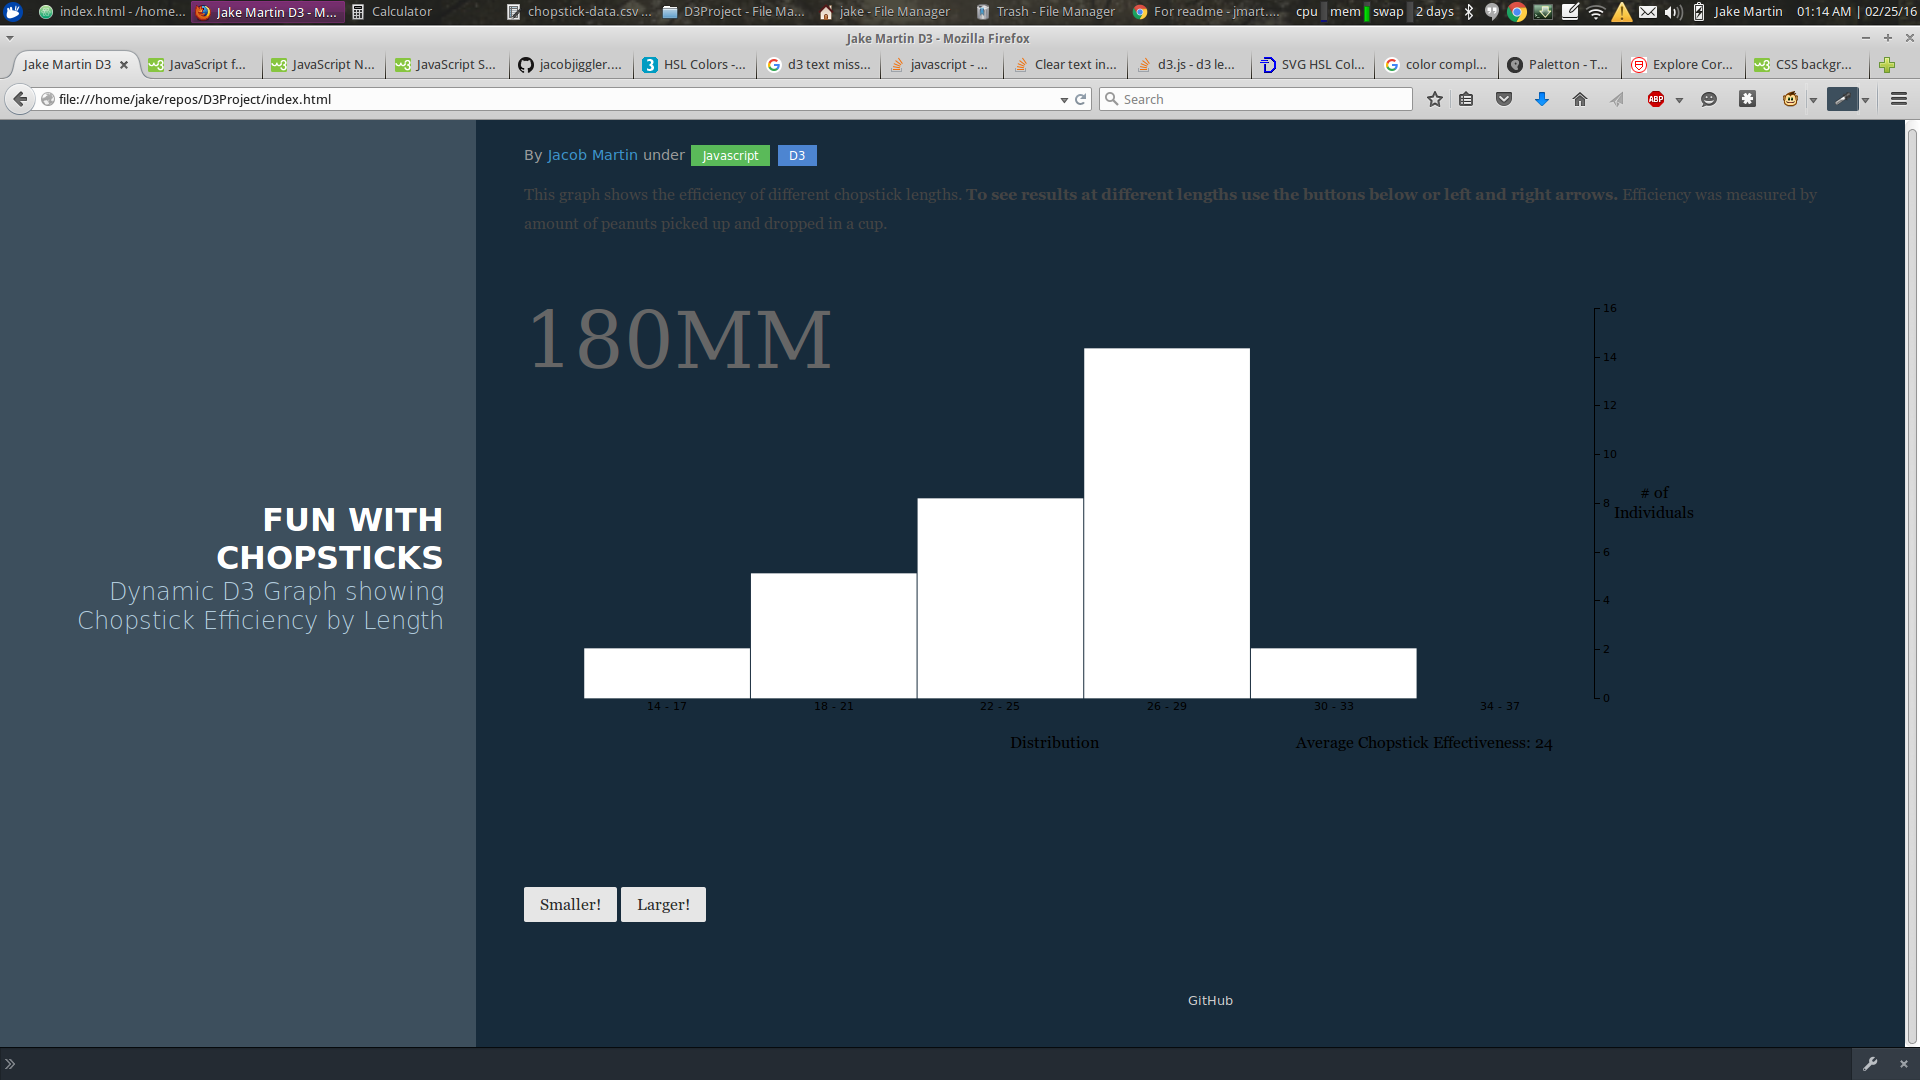 index.html - /home...
Jake Martin D3 - M...
Calculator
chopstick-data.csv ...
D3Project - File Ma...
jake - File Manager
Trash - File Manager
For readme - jmart....
cpu mem swap 2 days
Jake Martin
01:14 AM | 02/25/16
Jake Martin D3 - Mozilla Firefox
Jake Martin D3
JavaScript f...
JavaScript N...
JavaScript S...
jacobjiggler....
HSL Colors -...
d3 text miss...
javascript - ...
Clear text in...
d3.js - d3 le...
SVG HSL Col...
color compl...
Paletton - T...
Explore Cor...
CSS backgr...
file:///home/jake/repos/D3Project/index.html
Search
ABP
By Jacob Martin under Javascript D3
This graph shows the efficiency of different chopstick lengths. To see results at different lengths use the buttons below or left and right arrows. Efficiency was measured by
amount of peanuts picked up and dropped in a cup.
FUN WITH
CHOPSTICKS
Dynamic D3 Graph showing
Chopstick Efficiency by Length
180MM
16
14
12
10
8
6
4
2
0
# of
Individuals
14 - 17
18 - 21
22 - 25
26 - 29
30 - 33
34 - 37
Distribution
Average Chopstick Effectiveness: 24
Smaller!
Larger!
GitHub